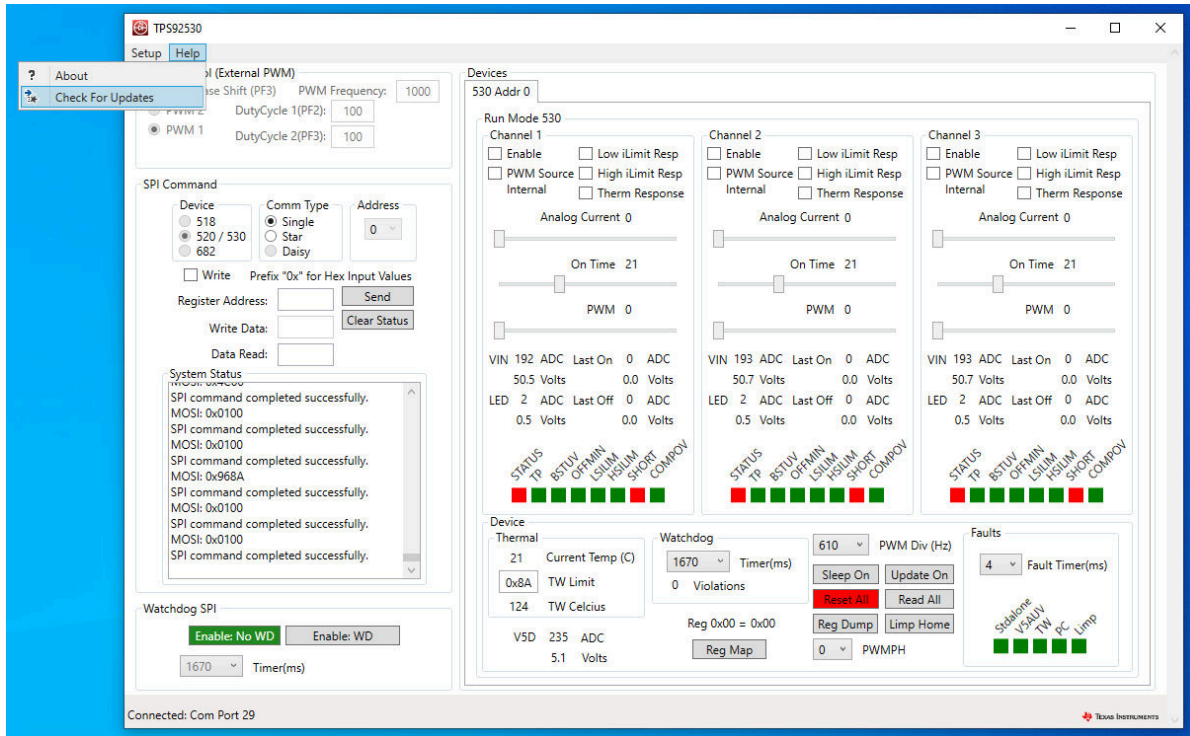 TPS92530
Setup Help
? About
Check For Updates
ol (External PWM)
ase Shift (PF3) PWM Frequency: 1000
PWM 2 DutyCycle 1(PF2): 100
PWM 1 DutyCycle 2(PF3): 100
SPI Command
Device Comm Type Address
518 Single 0
520 / 530 Star
682 Daisy
Write Prefix "0x" for Hex Input Values
Register Address: Send
Write Data: Clear Status
Data Read:
System Status
MOSI: 0x4C00
SPI command completed successfully.
MOSI: 0x0100
SPI command completed successfully.
MOSI: 0x0100
SPI command completed successfully.
MOSI: 0x968A
SPI command completed successfully.
MOSI: 0x0100
SPI command completed successfully.
MOSI: 0x0100
SPI command completed successfully.
Watchdog SPI
Enable: No WD Enable: WD
1670 Timer(ms)
Devices
530 Addr 0
Run Mode 530
Channel 1
Enable Low iLimit Resp
PWM Source High iLimit Resp
Internal Therm Response
Analog Current 0
On Time 21
PWM 0
VIN 192 ADC Last On 0 ADC
50.5 Volts 0.0 Volts
LED 2 ADC Last Off 0 ADC
0.5 Volts 0.0 Volts
STATUS TP BSTUV OFFMIN LSILIM HSILIM SHORT COMPOV
Channel 2
Enable Low iLimit Resp
PWM Source High iLimit Resp
Internal Therm Response
Analog Current 0
On Time 21
PWM 0
VIN 193 ADC Last On 0 ADC
50.7 Volts 0.0 Volts
LED 2 ADC Last Off 0 ADC
0.5 Volts 0.0 Volts
STATUS TP BSTUV OFFMIN LSILIM HSILIM SHORT COMPOV
Channel 3
Enable Low iLimit Resp
PWM Source High iLimit Resp
Internal Therm Response
Analog Current 0
On Time 21
PWM 0
VIN 193 ADC Last On 0 ADC
50.7 Volts 0.0 Volts
LED 2 ADC Last Off 0 ADC
0.5 Volts 0.0 Volts
STATUS TP BSTUV OFFMIN LSILIM HSILIM SHORT COMPOV
Device
Thermal
21 Current Temp (C)
0x8A TW Limit
124 TW Celcius
V5D 235 ADC
5.1 Volts
Watchdog
1670 Timer(ms)
0 Violations
Reg 0x00 = 0x00
Reg Map
610 PWM Div (Hz)
Sleep On Update On
Reset All Read All
Reg Dump Limp Home
0 PWMPH
Faults
4 Fault Timer(ms)
Stdalone V5AUV TW PC Limp
Connected: Com Port 29
TEXAS INSTRUMENTS